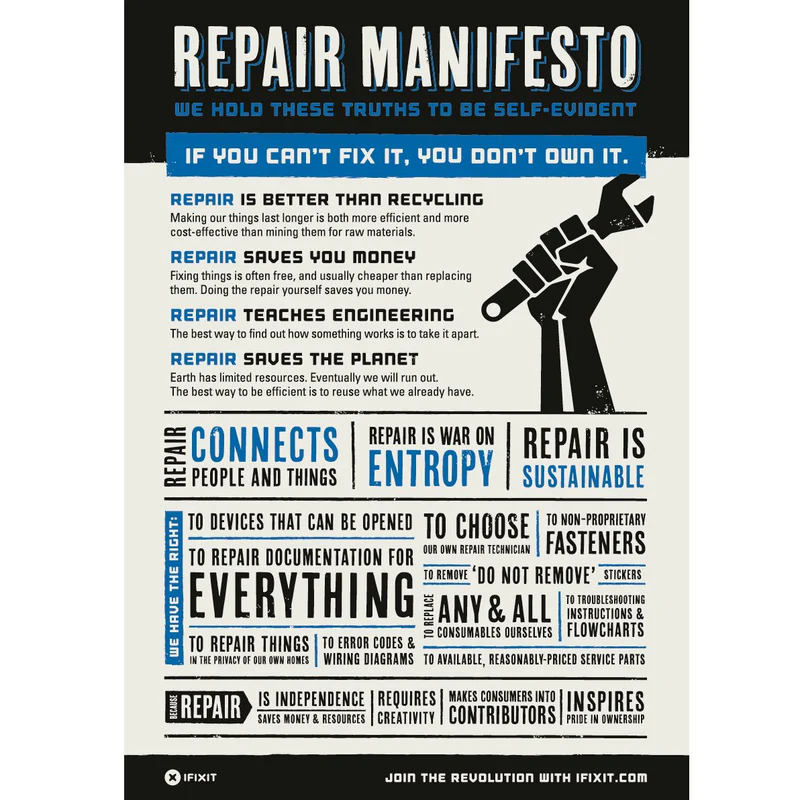 REPAIR MANIFESTO
WE HOLD THESE TRUTHS TO BE SELF-EVIDENT
IF YOU CAN'T FIX IT, YOU DON'T OWN IT.
REPAIR IS BETTER THAN RECYCLING
Making our things last longer is both more efficient and more
cost-effective than mining them for raw materials.
REPAIR SAVES YOU MONEY
Fixing things is often free, and usually cheaper than replacing
them. Doing the repair yourself saves you money.
REPAIR TEACHES ENGINEERING
The best way to find out how something works is to take it apart.
REPAIR SAVES THE PLANET
Earth has limited resources. Eventually we will run out.
The best way to be efficient is to reuse what we already have.
REPAIR
CONNECTS
PEOPLE AND THINGS
REPAIR IS WAR ON
ENTROPY
REPAIR IS
SUSTAINABLE
WE HAVE THE RIGHT:
TO DEVICES THAT CAN BE OPENED
TO REPAIR DOCUMENTATION FOR
EVERYTHING
TO REPAIR THINGS
IN THE PRIVACY OF OUR OWN HOMES
TO ERROR CODES &
WIRING DIAGRAMS
TO CHOOSE
OUR OWN REPAIR TECHNICIAN
TO NON-PROPRIETARY
FASTENERS
TO REMOVE 'DO NOT REMOVE' STICKERS
TO REPLACE
ANY & ALL
CONSUMABLES OURSELVES
TO TROUBLESHOOTING
INSTRUCTIONS &
FLOWCHARTS
TO AVAILABLE, REASONABLY-PRICED SERVICE PARTS
BECAUSE
REPAIR
IS INDEPENDENCE
SAVES MONEY & RESOURCES
REQUIRES
CREATIVITY
MAKES CONSUMERS INTO
CONTRIBUTORS
INSPIRES
PRIDE IN OWNERSHIP
IFIXIT
JOIN THE REVOLUTION WITH IFIXIT.COM